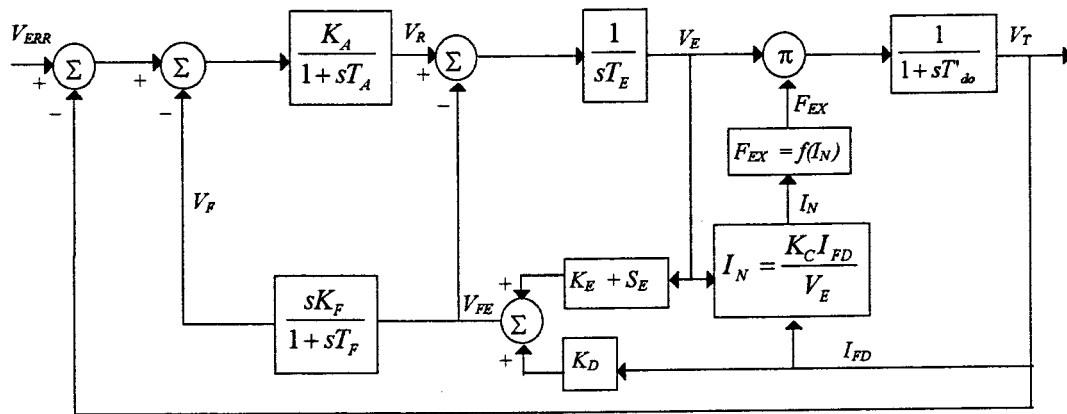 V_ERR
+
Σ
−
+
Σ
−
K_A / (1 + sT_A)
V_R
+
Σ
−
1 / (sT_E)
V_E
π
1 / (1 + sT'_do)
V_T
F_EX
F_EX = f(I_N)
I_N
I_N = K_C I_FD / V_E
V_F
sK_F / (1 + sT_F)
V_FE
+
Σ
+
K_E + S_E
K_D
I_FD